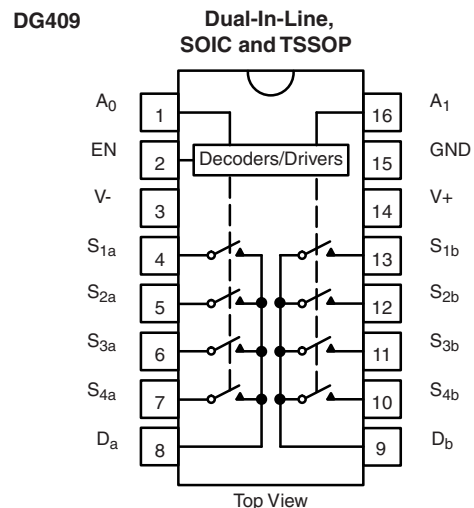 DG409
Dual-In-Line,
SOIC and TSSOP
A0 1 16 A1
EN 2 Decoders/Drivers 15 GND
V- 3 14 V+
S1a 4 13 S1b
S2a 5 12 S2b
S3a 6 11 S3b
S4a 7 10 S4b
Da 8 9 Db
Top View